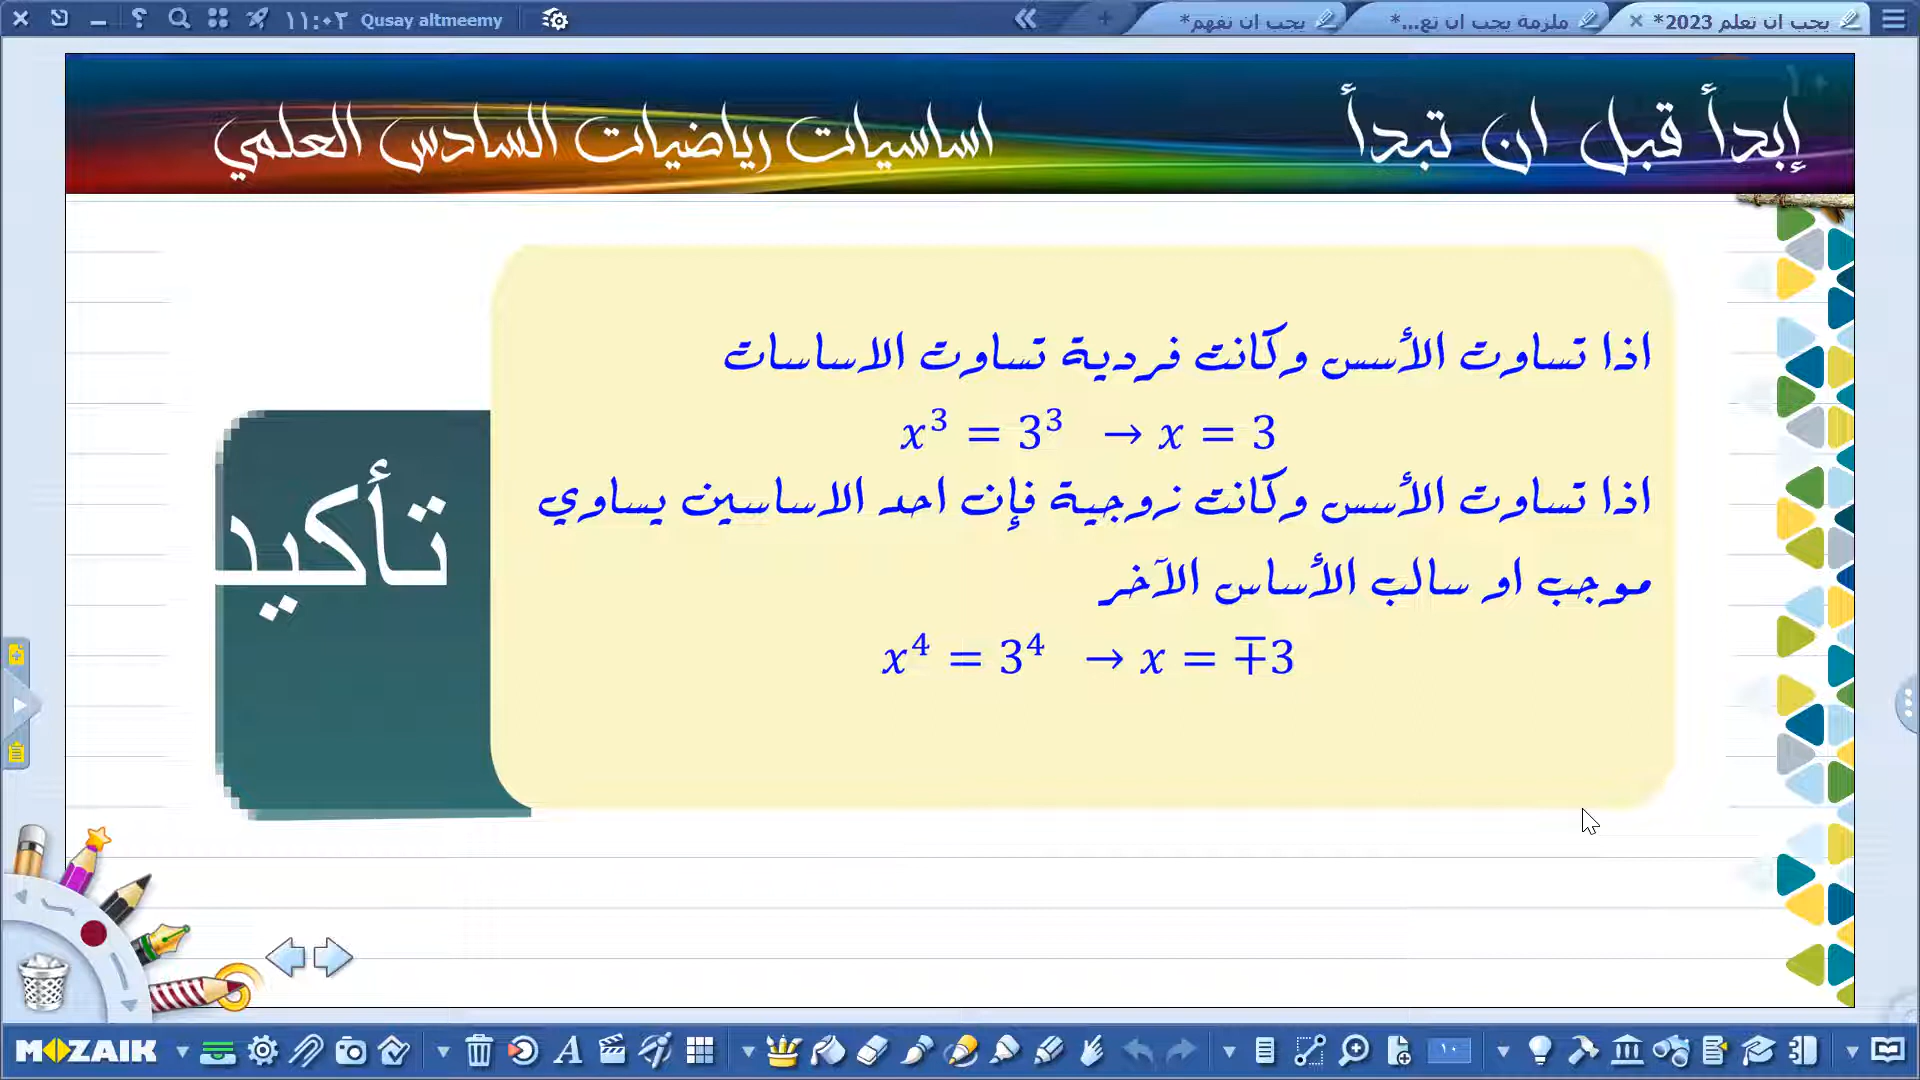 يجب ان تعلم 2023*
ملزمة يجب ان تع...*
يجب ان نفهم*
Qusay altmeemy
١١:٠٢
إبدأ قبل ان تبدأ
اساسيات رياضيات السادس العلمي
اذا تساوت الأسس وكانت فردية تساوت الاساسات
x³ = 3³ → x = 3
اذا تساوت الأسس وكانت زوجية فإن احد الاساسين يساوي
موجب او سالب الأساس الآخر
x⁴ = 3⁴ → x = ∓3
تأكيد
MOZAIK
١٠